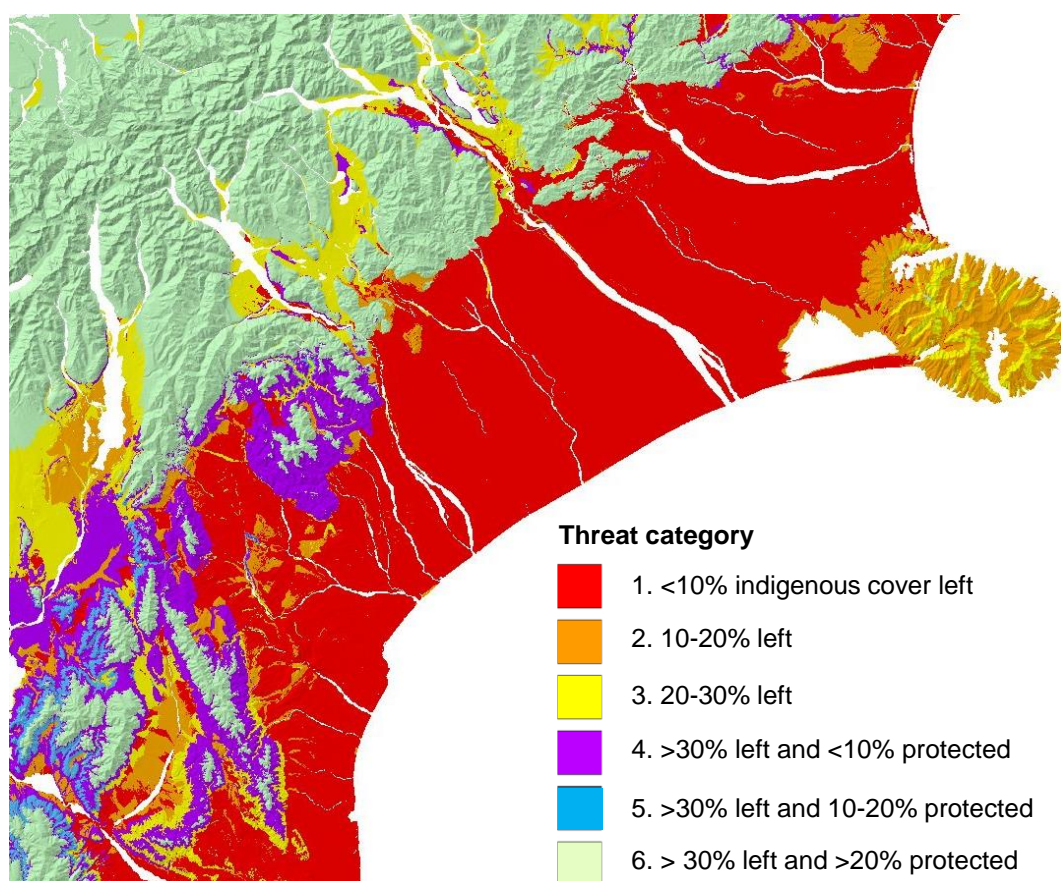 Threat category
1. <10% indigenous cover left
2. 10-20% left
3. 20-30% left
4. >30% left and <10% protected
5. >30% left and 10-20% protected
6. > 30% left and >20% protected